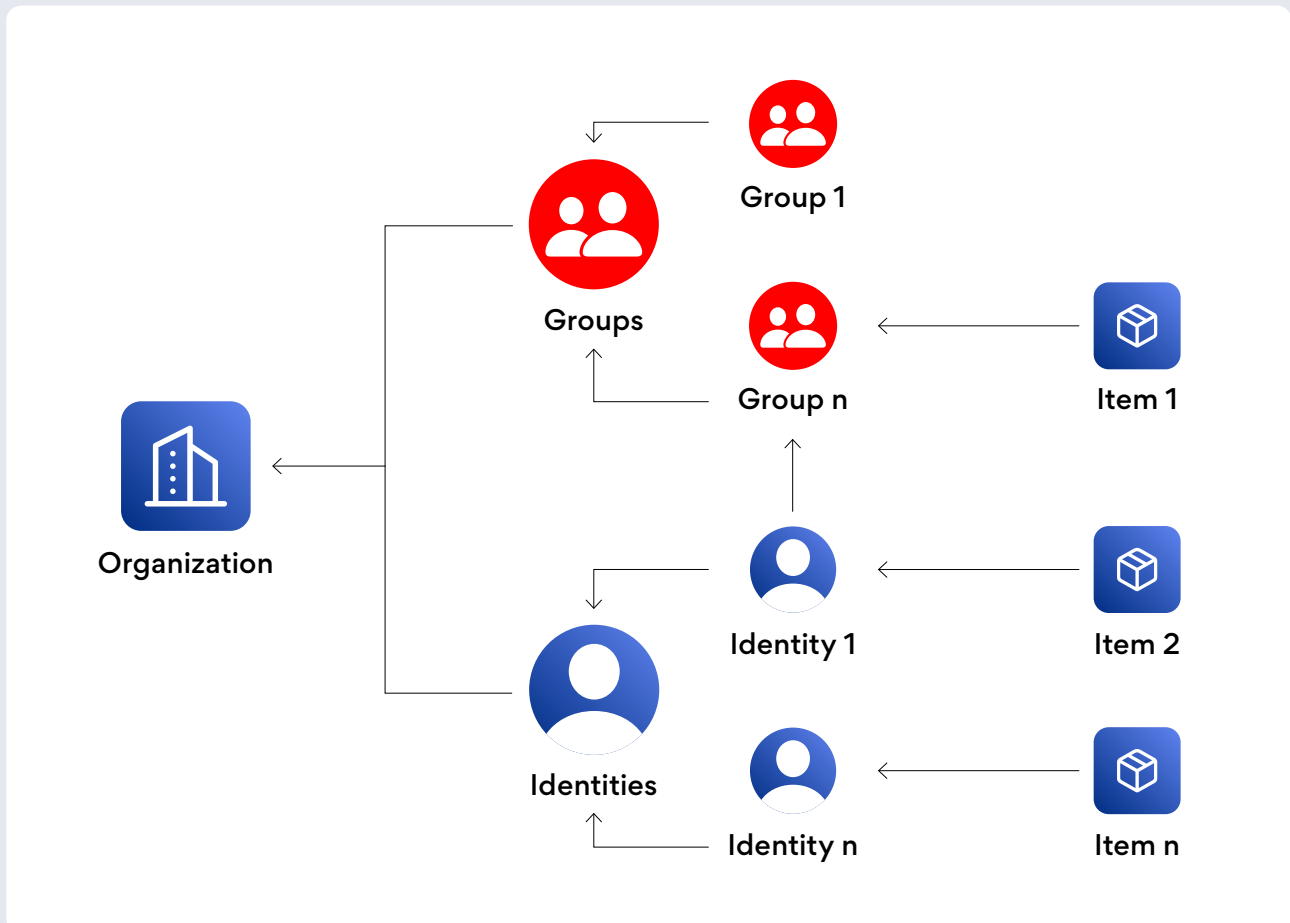 Group 1
Groups
Group n
Item 1
Organization
Identity 1
Item 2
Identities
Identity n
Item n